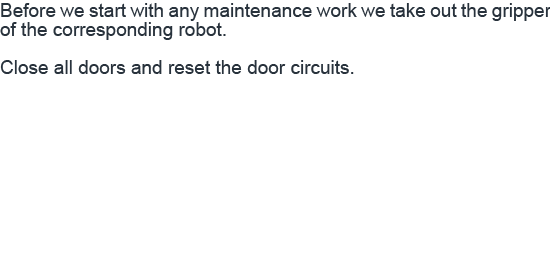 Before we start with any maintenance work we take out the gripper
of the corresponding robot.
Close all doors and reset the door circuits.